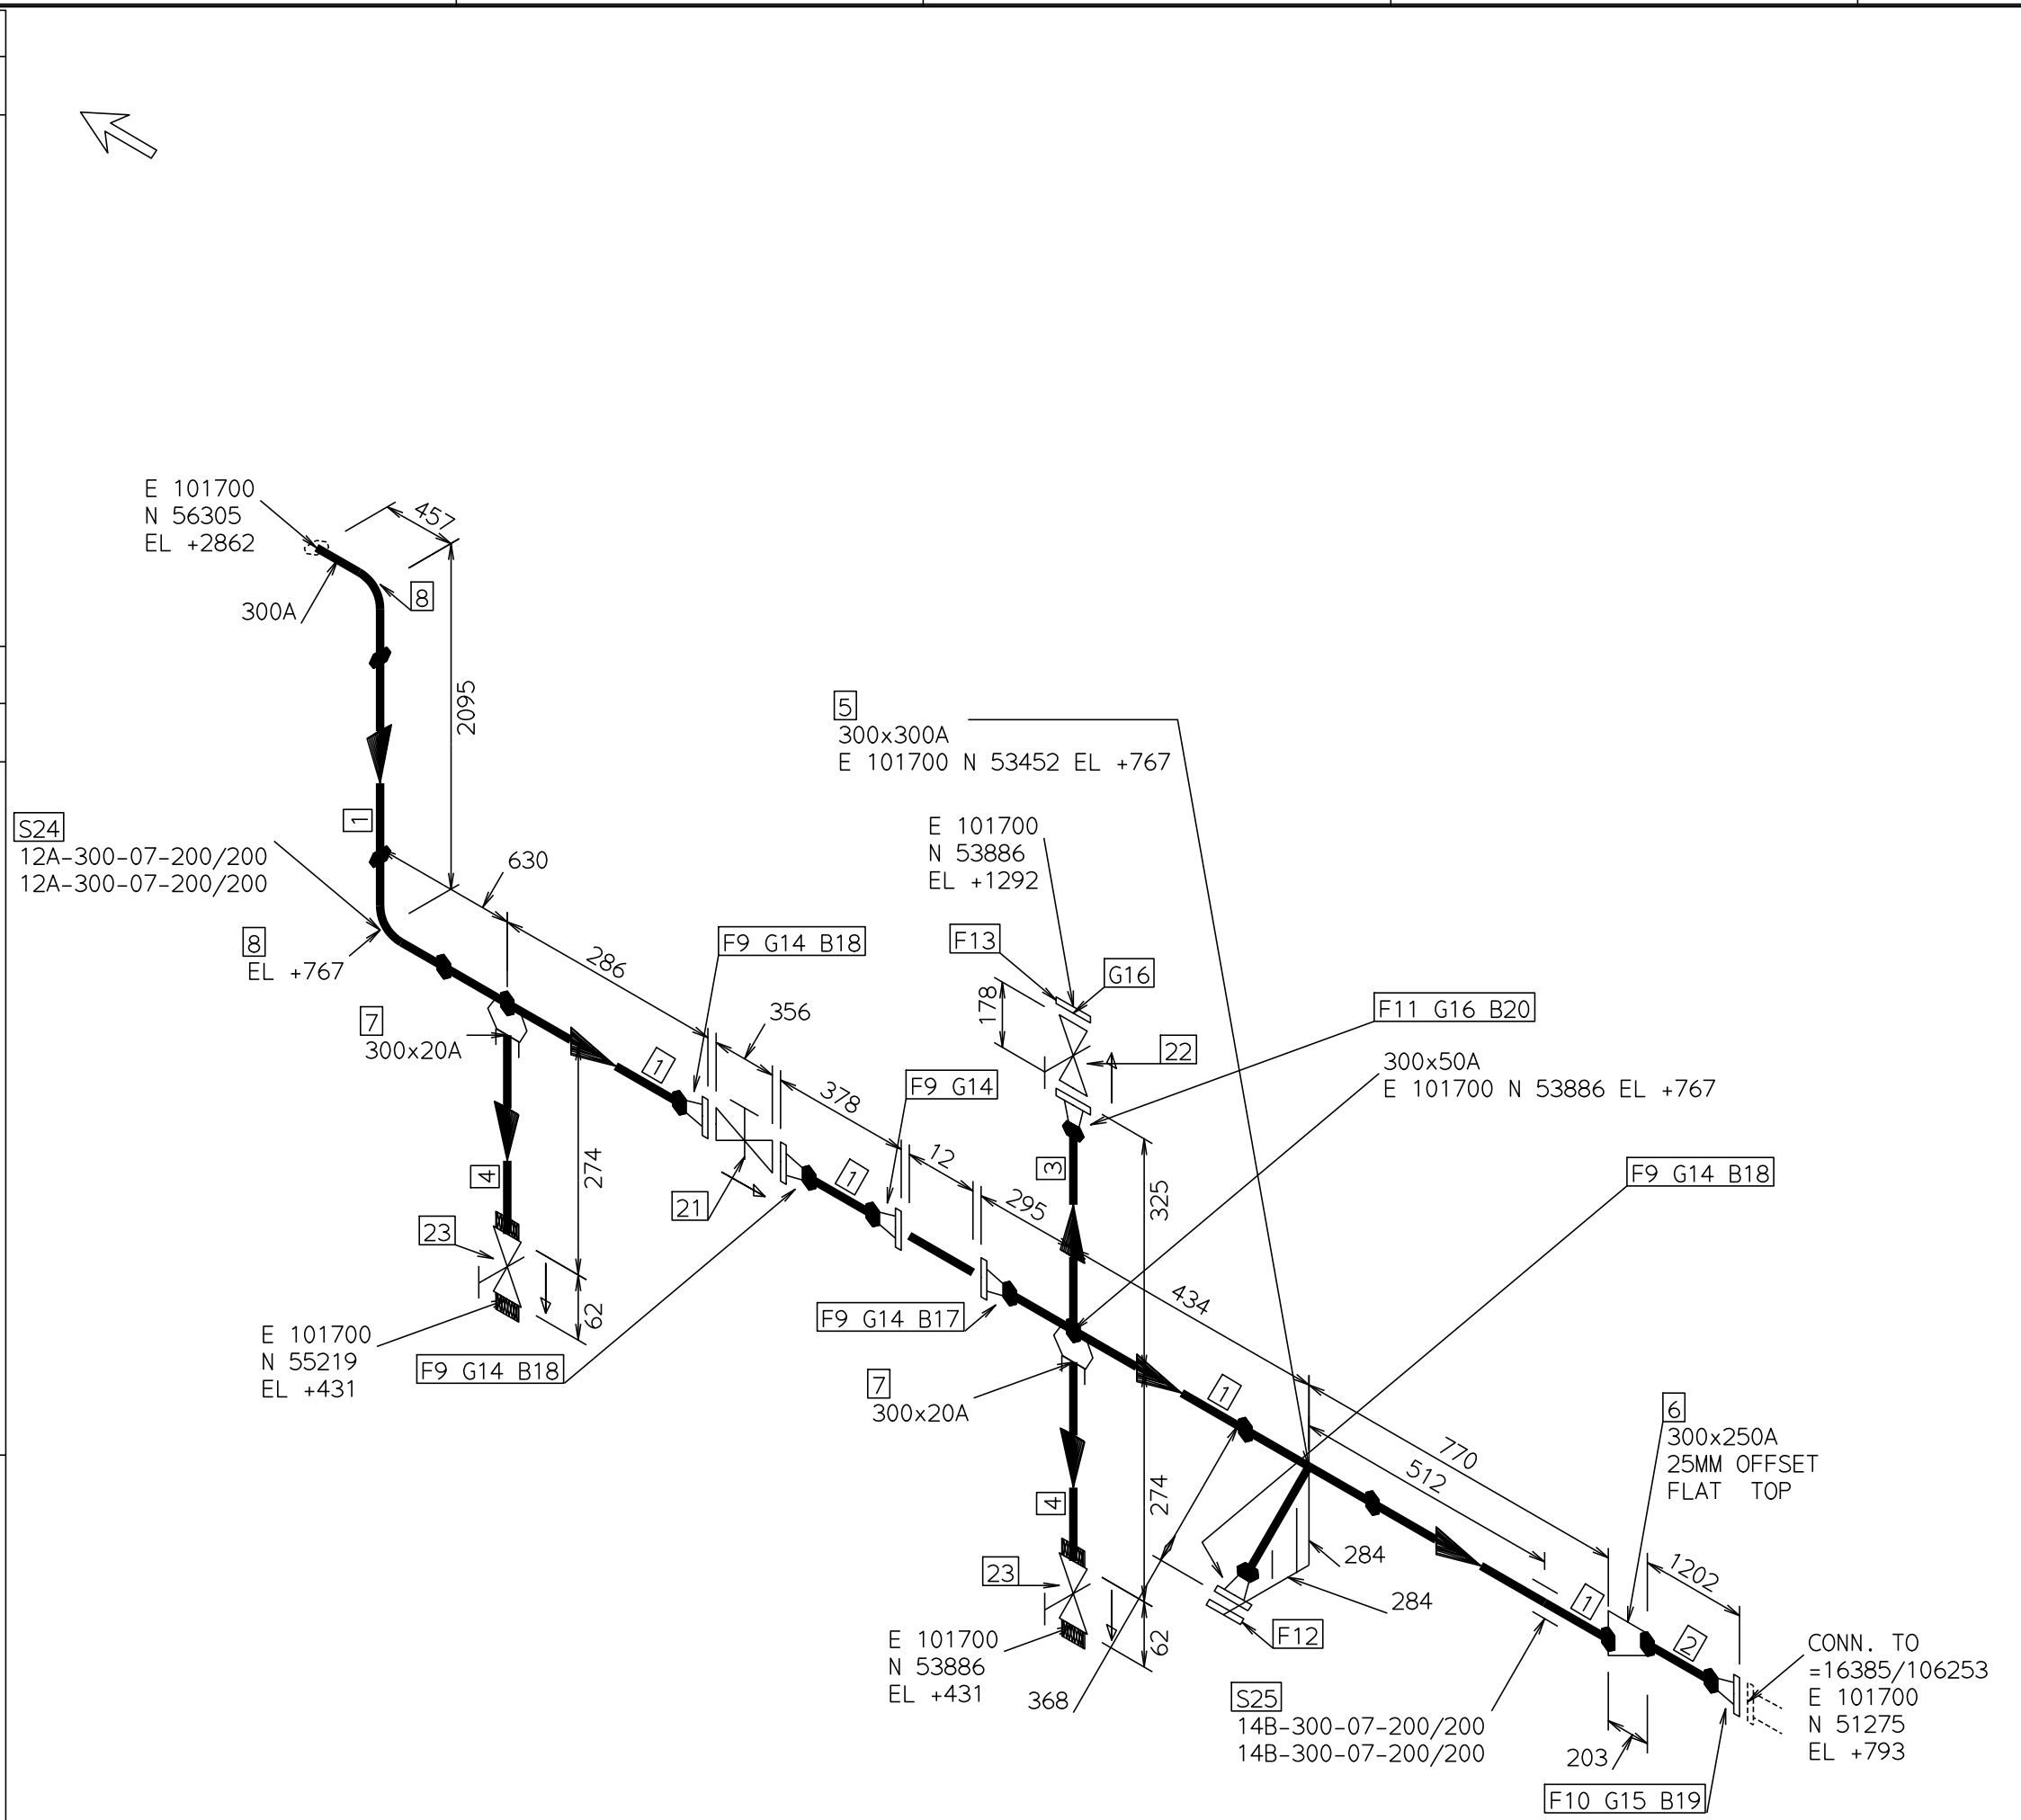 E 101700
N 56305
EL +2862
457
300A
8
2095
5
300x300A
E 101700 N 53452 EL +767
1
S24
12A-300-07-200/200
12A-300-07-200/200
630
E 101700
N 53886
EL +1292
8
EL +767
286
F9 G14 B18
F13
G16
178
7
300x20A
356
22
F11 G16 B20
300x50A
E 101700 N 53886 EL +767
1
378
F9 G14
4
274
1
12
3
325
F9 G14 B18
21
295
23
62
434
E 101700
N 55219
EL +431
F9 G14 B17
F9 G14 B18
7
300x20A
1
6
300x250A
25MM OFFSET
FLAT TOP
770
512
4
274
284
284
23
1
1202
2
F12
62
E 101700
N 53886
EL +431
368
S25
14B-300-07-200/200
14B-300-07-200/200
CONN. TO
=16385/106253
E 101700
N 51275
EL +793
203
F10 G15 B19